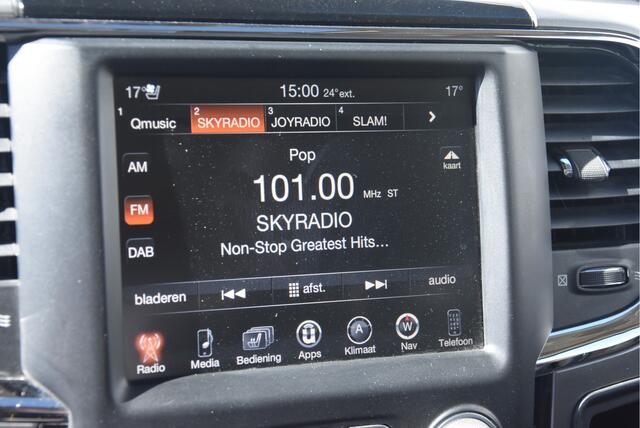 17° 15:00 24°ext. 17°
1 Qmusic 2 SKYRADIO 3 JOYRADIO 4 SLAM! >
Pop
AM
kaart
101.00 MHz ST
FM
SKYRADIO
Non-Stop Greatest Hits...
DAB
bladeren afst. audio
A W
Radio Media Bediening Apps Klimaat Nav Telefoon